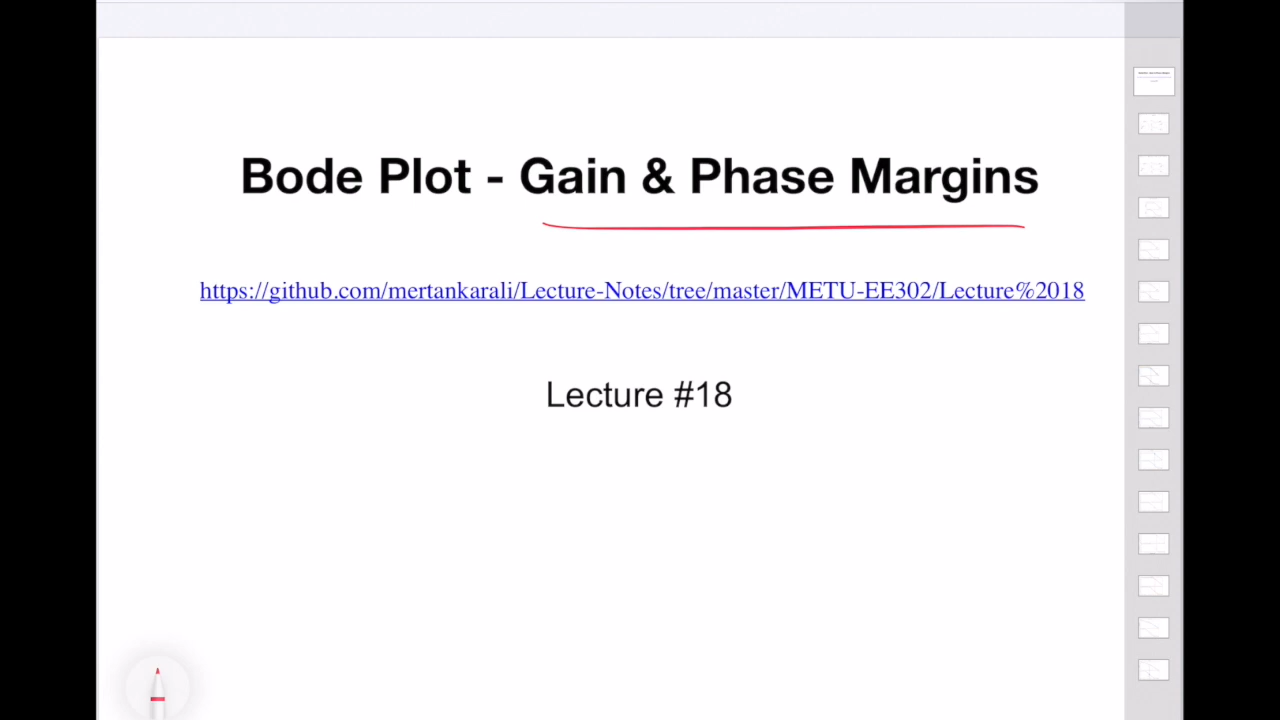 Bode Plot - Gain & Phase Margins
https://github.com/mertankarali/Lecture-Notes/tree/master/METU-EE302/Lecture%2018
Lecture #18